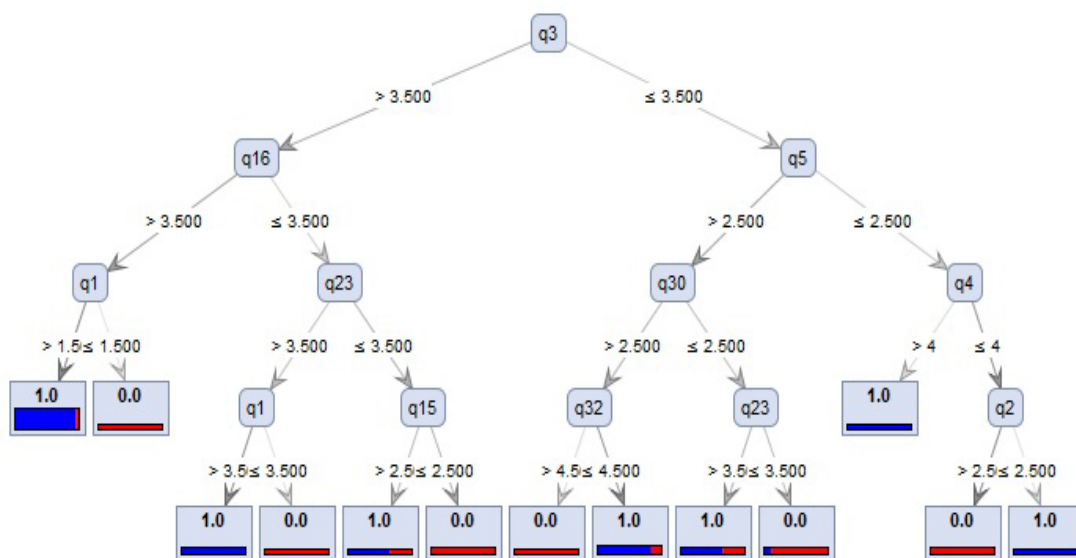 q3
> 3.500 ≤ 3.500
q16 q5
> 3.500 ≤ 3.500 > 2.500 ≤ 2.500
q1 q23 q30 q4
> 1.5 ≤ 1.500 > 3.500 ≤ 3.500 > 2.500 ≤ 2.500 > 4 ≤ 4
1.0 0.0 q1 q15 q32 q23 1.0 q2
> 3.5 ≤ 3.500 > 2.5 ≤ 2.500 > 4.5 ≤ 4.500 > 3.5 ≤ 3.500 > 2.5 ≤ 2.500
1.0 0.0 1.0 0.0 0.0 1.0 1.0 0.0 0.0 1.0